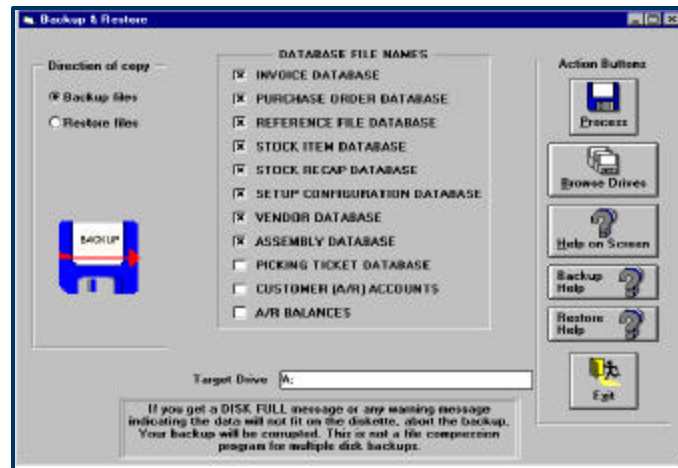 Backup & Restore
Direction of copy
Backup files
Restore files
BACKUP
DATABASE FILE NAMES
INVOICE DATABASE
PURCHASE ORDER DATABASE
REFERENCE FILE DATABASE
STOCK ITEM DATABASE
STOCK RECAP DATABASE
SETUP CONFIGURATION DATABASE
VENDOR DATABASE
ASSEMBLY DATABASE
PICKING TICKET DATABASE
CUSTOMER (A/R) ACCOUNTS
A/R BALANCES
Action Buttons
Process
Browse Drives
Help on Screen
Backup
Help
Restore
Help
Exit
Target Drive A:
If you get a DISK FULL message or any warning message
indicating the data will not fit on the diskette, abort the backup.
Your backup will be corrupted. This is not a file compression
program for multiple disk backups.